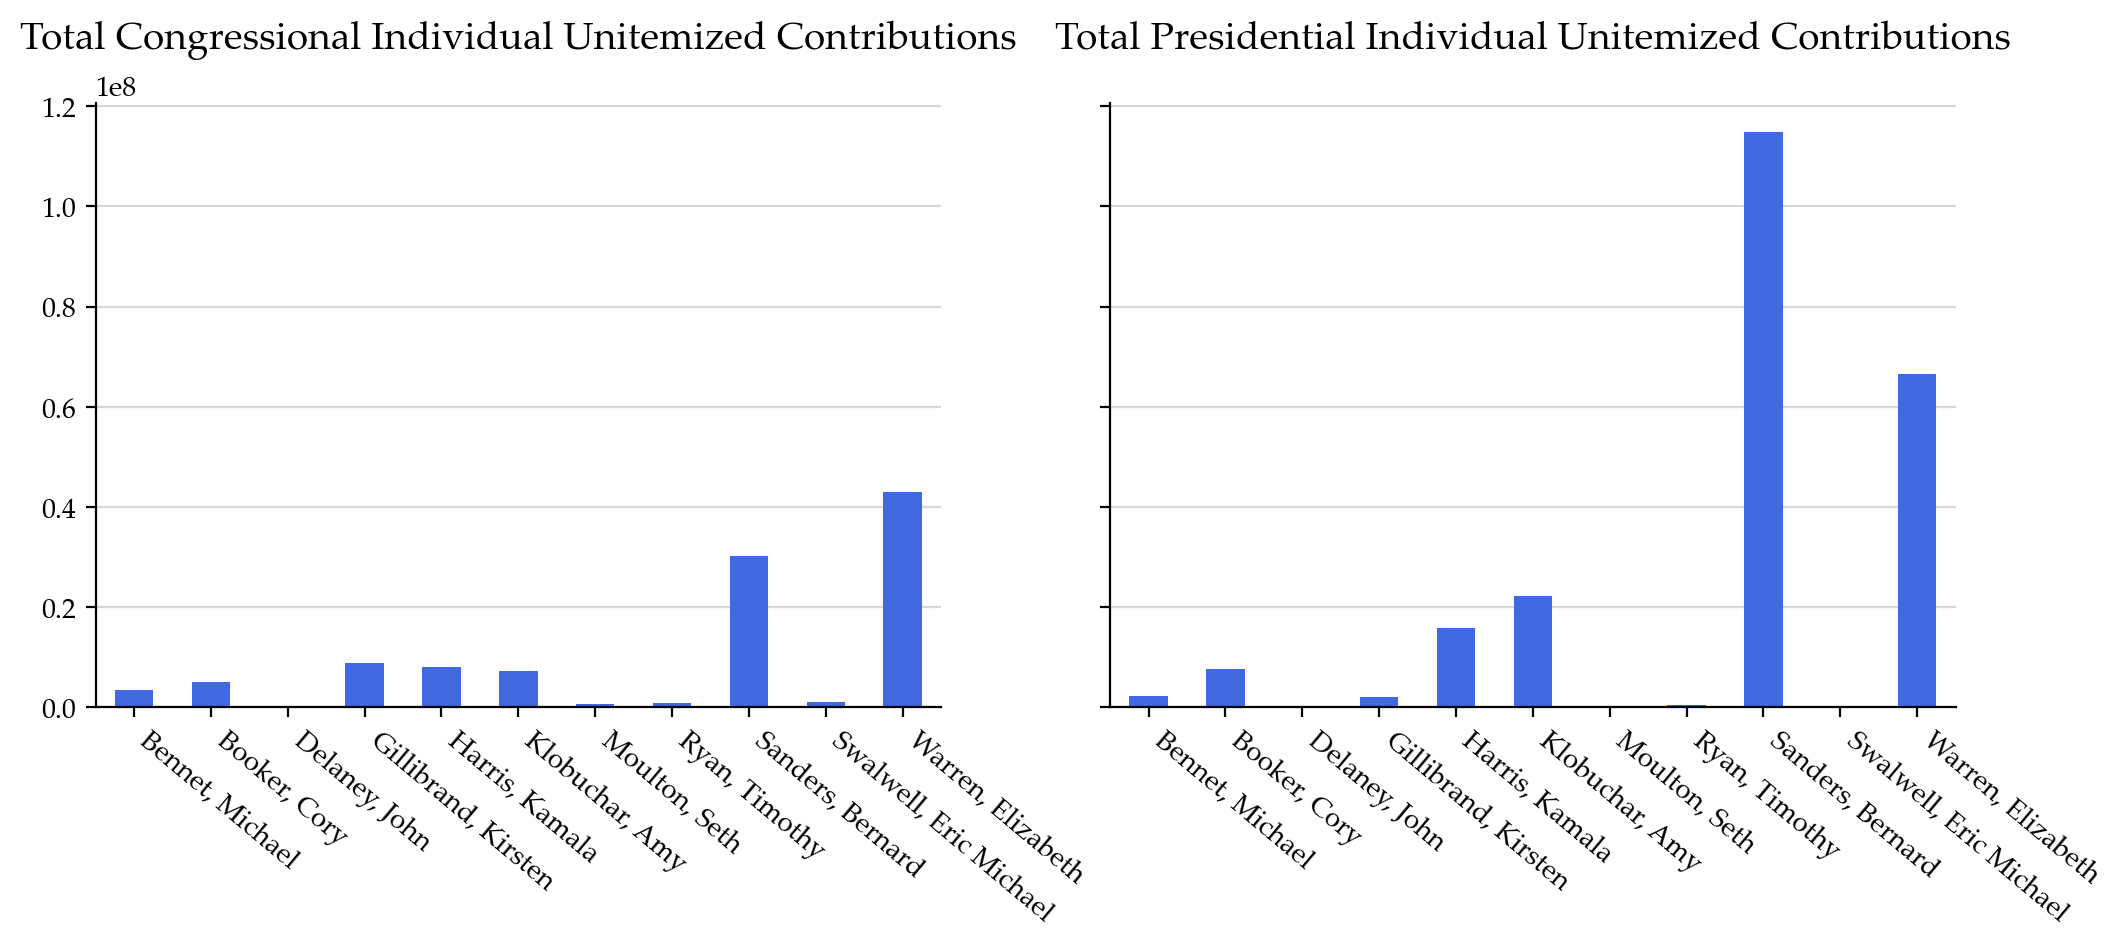 Total Congressional Individual Unitemized Contributions
1e8
1.2
1.0
0.8
0.6
0.4
0.2
0.0
Bennet, Michael
Booker, Cory
Delaney, John
Gillibrand, Kirsten
Harris, Kamala
Klobuchar, Amy
Moulton, Seth
Ryan, Timothy
Sanders, Bernard
Swalwell, Eric Michael
Warren, Elizabeth
Total Presidential Individual Unitemized Contributions
Bennet, Michael
Booker, Cory
Delaney, John
Gillibrand, Kirsten
Harris, Kamala
Klobuchar, Amy
Moulton, Seth
Ryan, Timothy
Sanders, Bernard
Swalwell, Eric Michael
Warren, Elizabeth